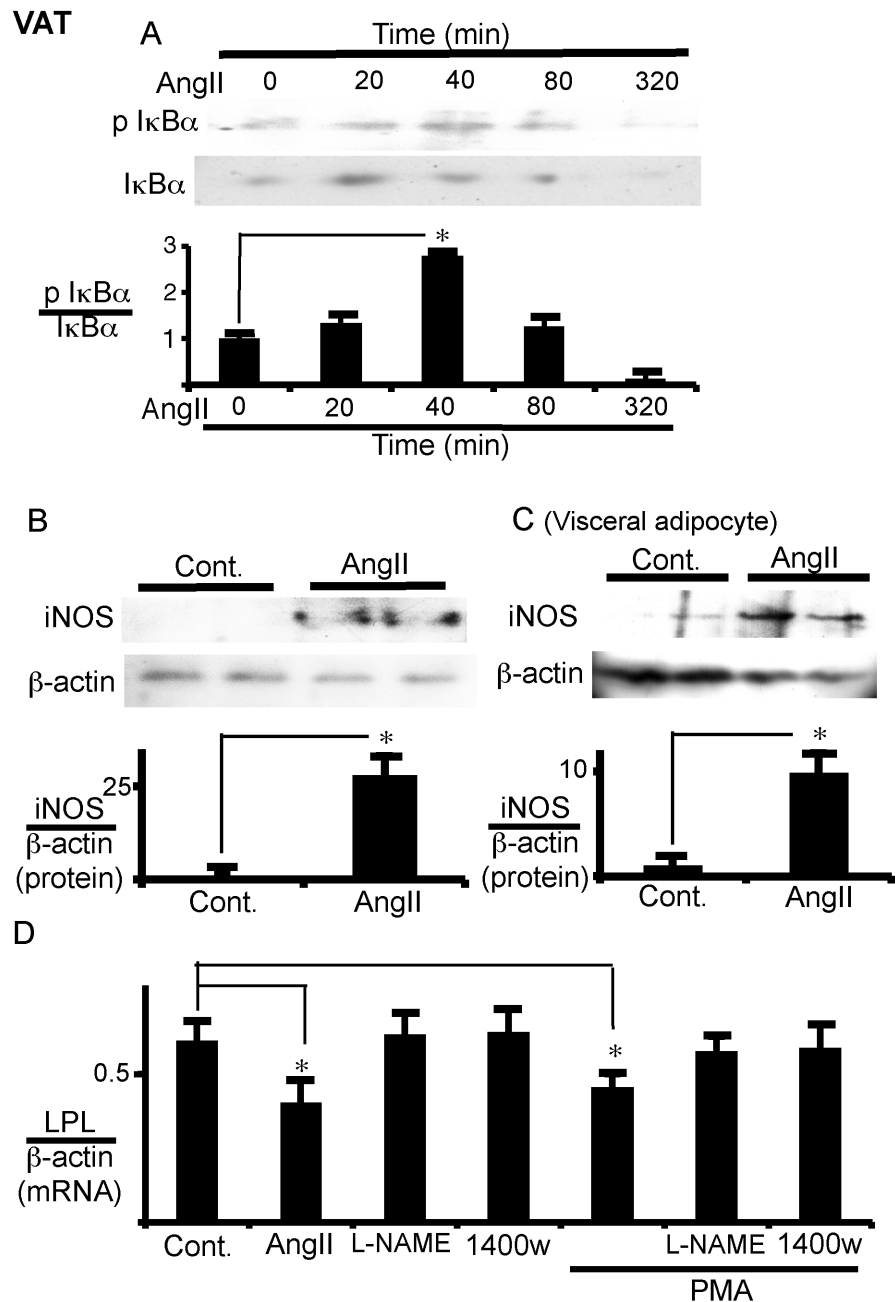 VAT
A
Time (min)
AngII 0 20 40 80 320
p IκBα
IκBα
*
3
2
1
p IκBα
IκBα
AngII 0 20 40 80 320
Time (min)
B
Cont. AngII
iNOS
β-actin
*
25
iNOS
β-actin
(protein)
Cont. AngII
C (Visceral adipocyte)
Cont. AngII
iNOS
β-actin
*
10
iNOS
β-actin
(protein)
Cont. AngII
D
* *
0.5
LPL
β-actin
(mRNA)
Cont. AngII L-NAME 1400w L-NAME 1400w
PMA